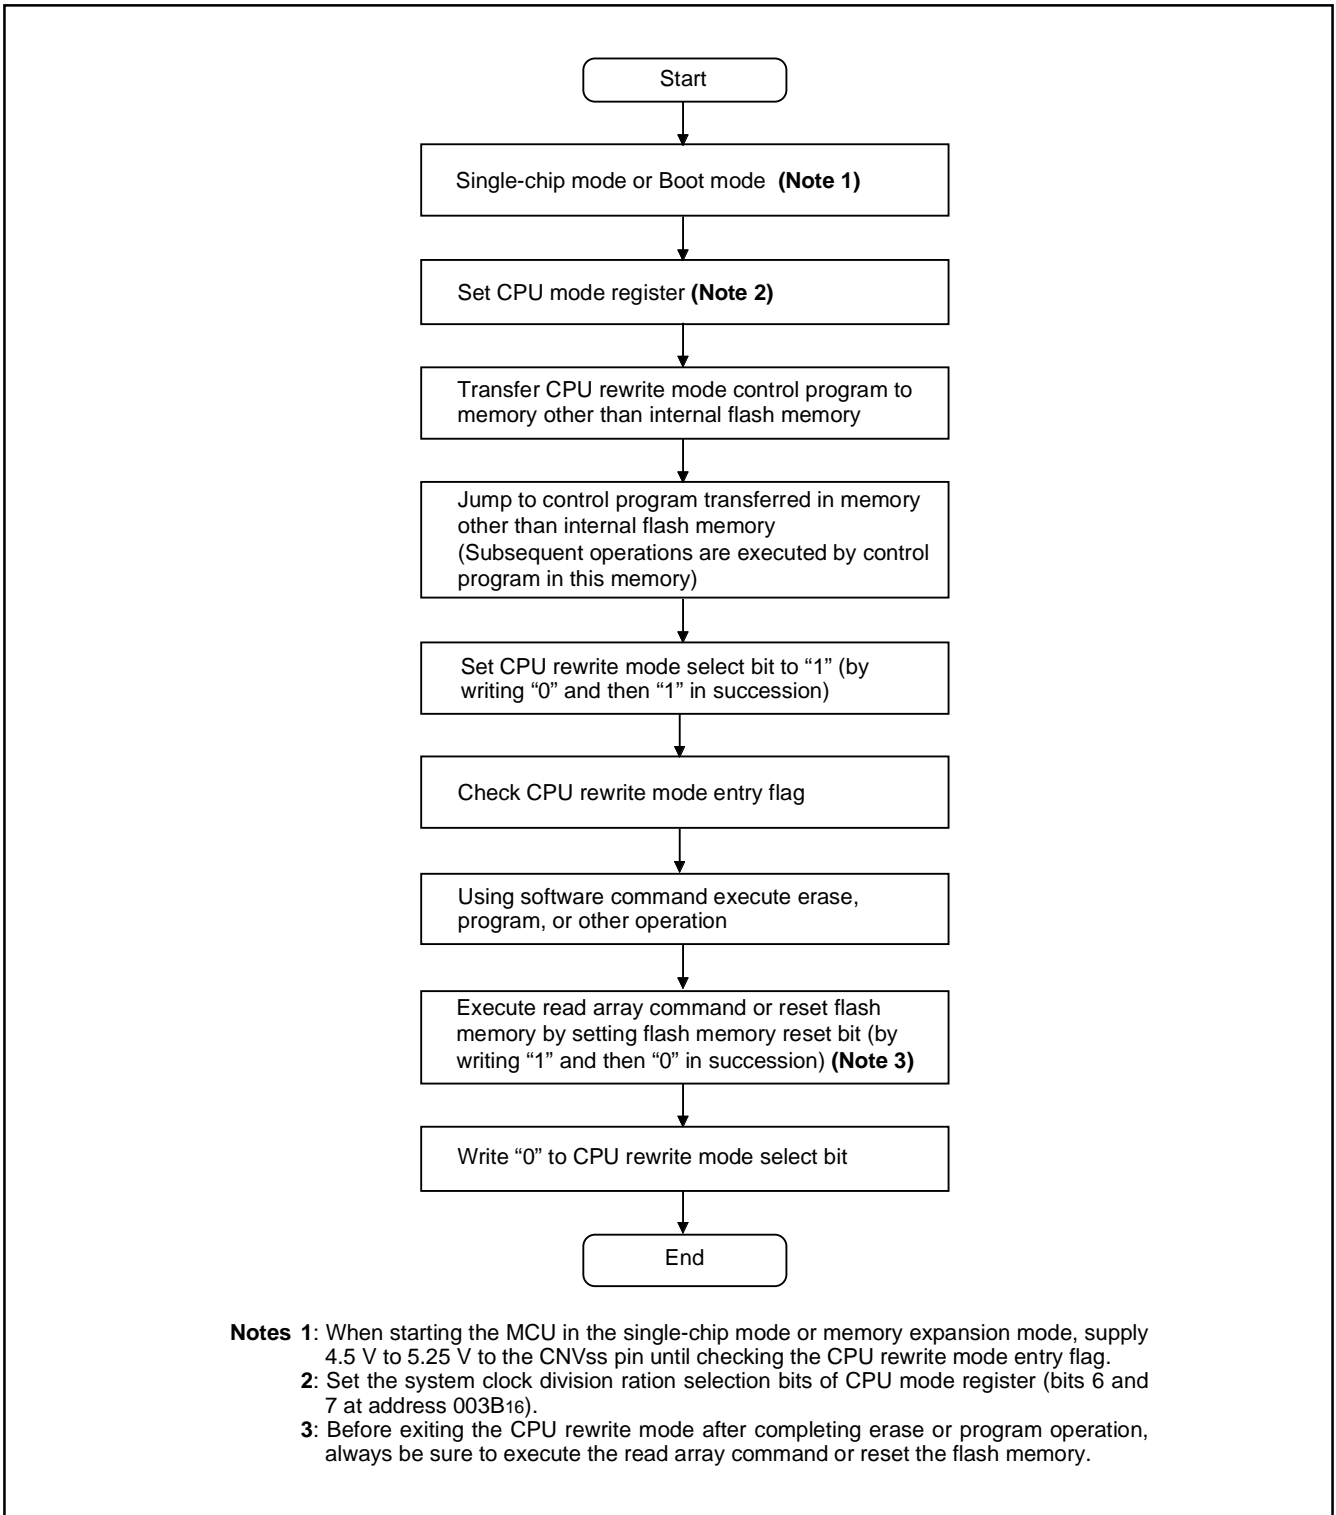 Start
Single-chip mode or Boot mode (Note 1)
Set CPU mode register (Note 2)
Transfer CPU rewrite mode control program to
memory other than internal flash memory
Jump to control program transferred in memory
other than internal flash memory
(Subsequent operations are executed by control
program in this memory)
Set CPU rewrite mode select bit to “1” (by
writing “0” and then “1” in succession)
Check CPU rewrite mode entry flag
Using software command execute erase,
program, or other operation
Execute read array command or reset flash
memory by setting flash memory reset bit (by
writing “1” and then “0” in succession) (Note 3)
Write “0” to CPU rewrite mode select bit
End
Notes 1: When starting the MCU in the single-chip mode or memory expansion mode, supply
4.5 V to 5.25 V to the CNVss pin until checking the CPU rewrite mode entry flag.
2: Set the system clock division ration selection bits of CPU mode register (bits 6 and
7 at address 003B16).
3: Before exiting the CPU rewrite mode after completing erase or program operation,
always be sure to execute the read array command or reset the flash memory.